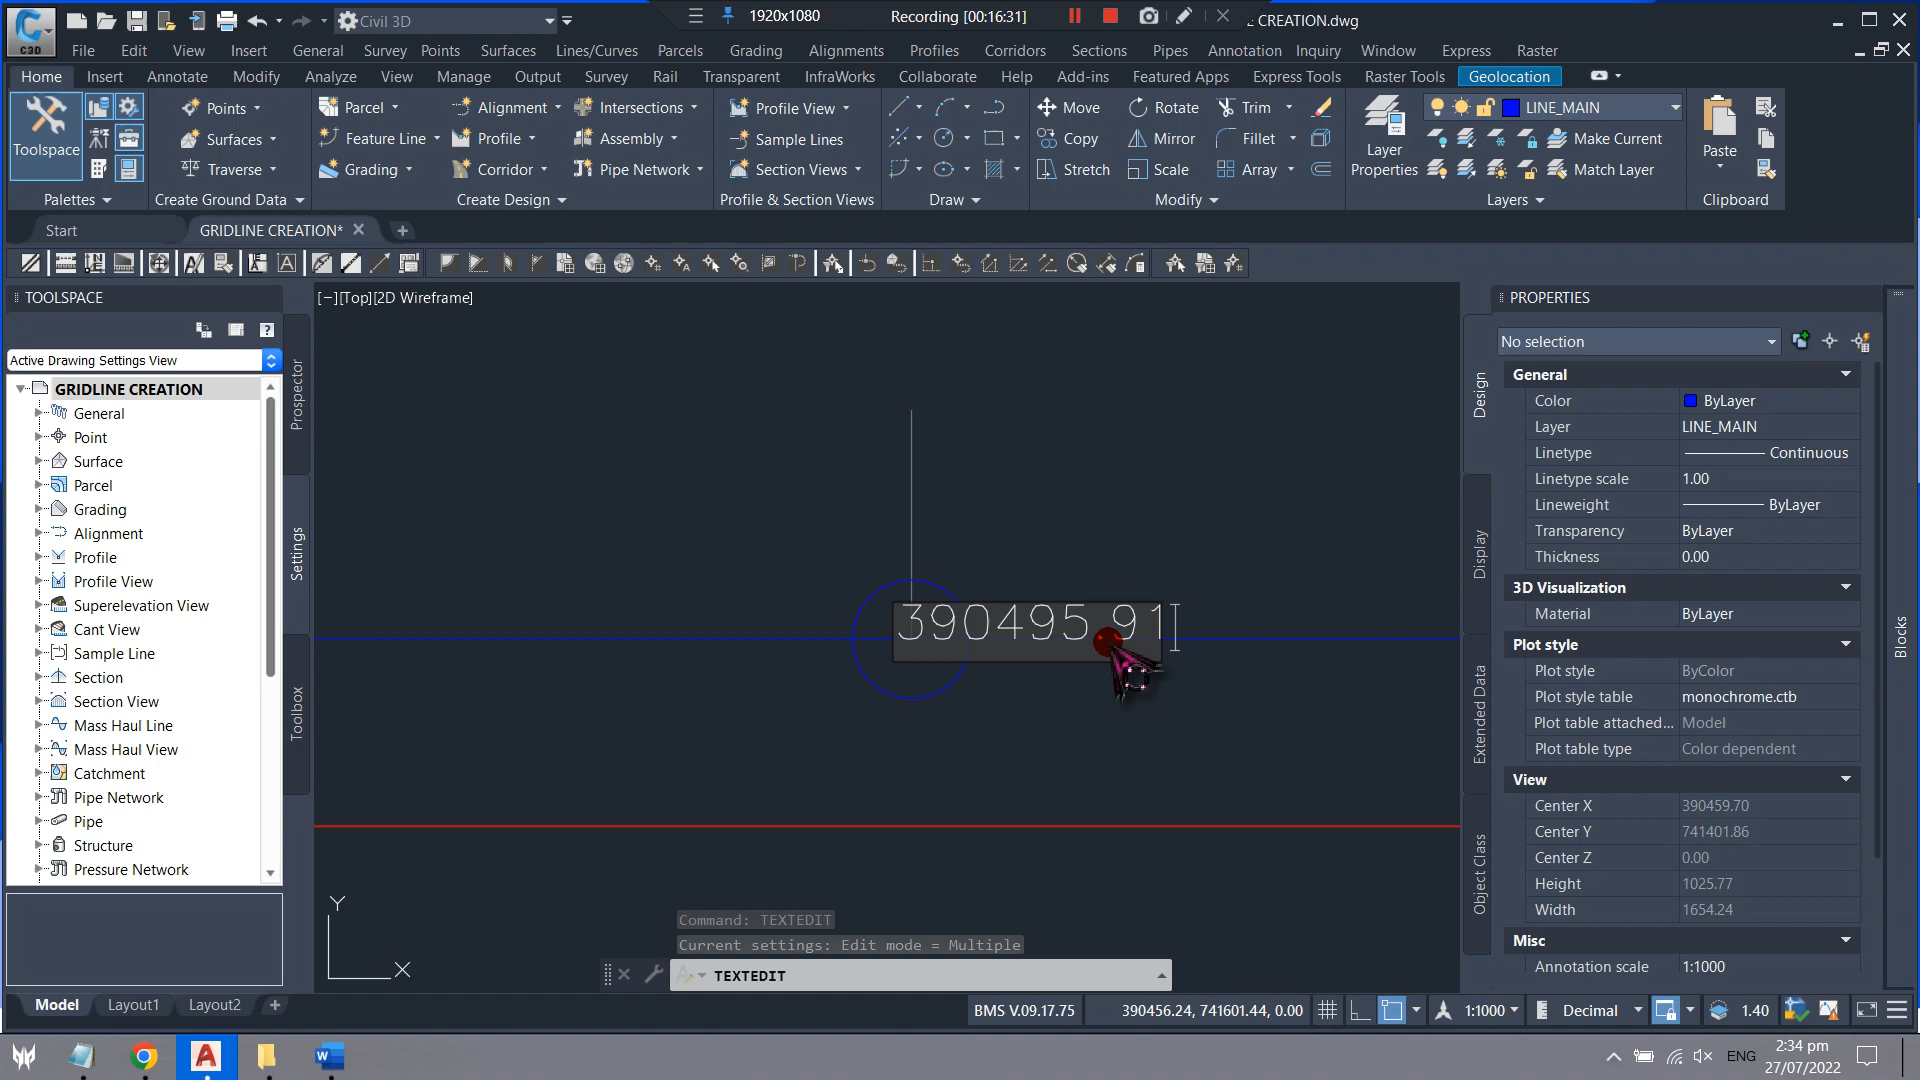 1920x1080
Recording [00:16:31]
Civil 3D
E CREATION.dwg
C3D
File Edit View Insert General Survey Points Surfaces Lines/Curves Parcels Grading Alignments Profiles Corridors Sections Pipes Annotation Inquiry Window Express Raster
Home Insert Annotate Modify Analyze View Manage Output Survey Rail Transparent InfraWorks Collaborate Help Add-ins Featured Apps Express Tools Raster Tools Geolocation
Points Parcel Alignment Intersections Profile View Move Rotate Trim LINE_MAIN
Toolspace Surfaces Feature Line Profile Assembly Sample Lines Copy Mirror Fillet Layer Properties Make Current Paste
Traverse Grading Corridor Pipe Network Section Views Stretch Scale Array Match Layer
Palettes Create Ground Data Create Design Profile & Section Views Draw Modify Layers Clipboard
Start GRIDLINE CREATION*
TOOLSPACE
Active Drawing Settings View
GRIDLINE CREATION
General
Point
Surface
Parcel
Grading
Alignment
Profile
Profile View
Superelevation View
Cant View
Sample Line
Section
Section View
Mass Haul Line
Mass Haul View
Catchment
Pipe Network
Pipe
Structure
Pressure Network
Prospector
Settings
Toolbox
[−][Top][2D Wireframe]
390495.91
Y
X
Command: TEXTEDIT
Current settings: Edit mode = Multiple
TEXTEDIT
PROPERTIES
No selection
General
Color ByLayer
Layer LINE_MAIN
Linetype Continuous
Linetype scale 1.00
Lineweight ByLayer
Transparency ByLayer
Thickness 0.00
3D Visualization
Material ByLayer
Plot style
Plot style ByColor
Plot style table monochrome.ctb
Plot table attached... Model
Plot table type Color dependent
View
Center X 390459.70
Center Y 741401.86
Center Z 0.00
Height 1025.77
Width 1654.24
Misc
Annotation scale 1:1000
Design
Display
Extended Data
Object Class
Blocks
Model Layout1 Layout2
BMS V.09.17.75 390456.24, 741601.44, 0.00 1:1000 Decimal 1.40
ENG
2:34 pm
27/07/2022